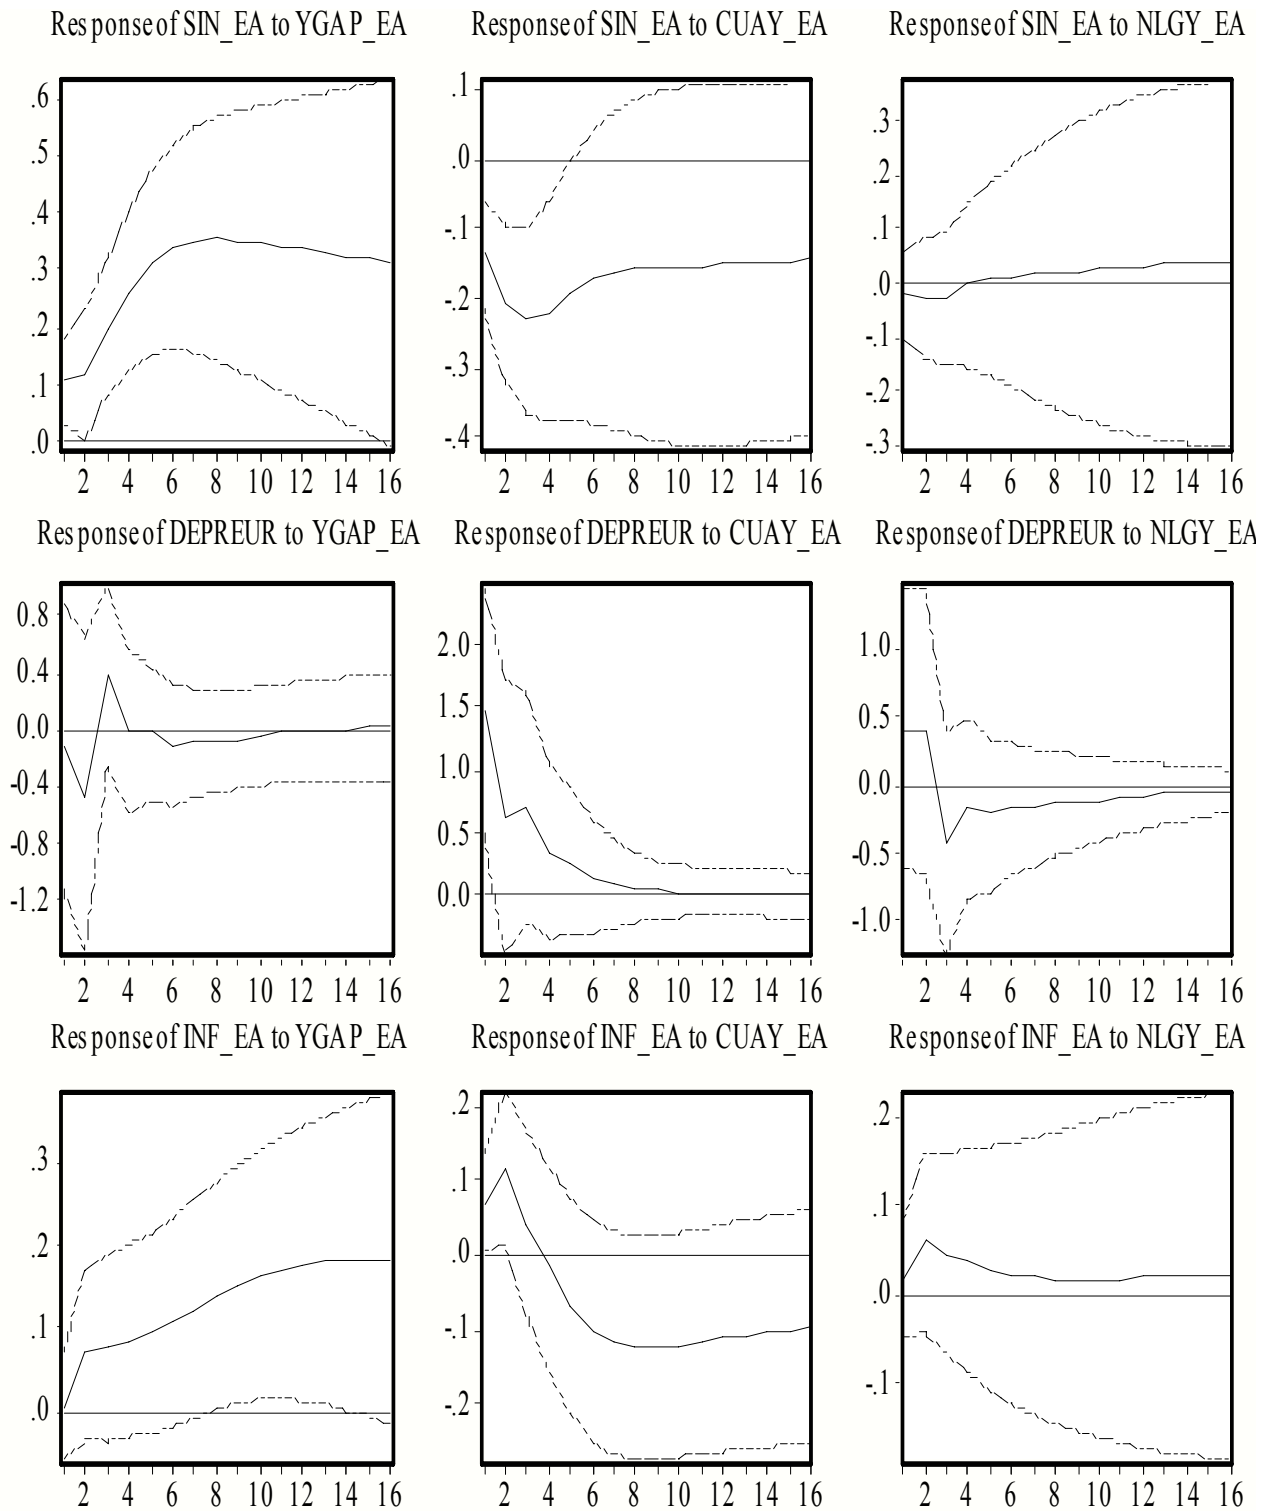 Response of SIN_EA to YGAP_EA
Response of SIN_EA to CUAY_EA
Response of SIN_EA to NLGY_EA
.6
.5
.4
.3
.2
.1
.0
2 4 6 8 10 12 14 16
.1
.0
-.1
-.2
-.3
-.4
2 4 6 8 10 12 14 16
.3
.2
.1
.0
-.1
-.2
-.3
2 4 6 8 10 12 14 16
Response of DEPREUR to YGAP_EA
Response of DEPREUR to CUAY_EA
Response of DEPREUR to NLGY_EA
0.8
0.4
0.0
-0.4
-0.8
-1.2
2 4 6 8 10 12 14 16
2.0
1.5
1.0
0.5
0.0
2 4 6 8 10 12 14 16
1.0
0.5
0.0
-0.5
-1.0
2 4 6 8 10 12 14 16
Response of INF_EA to YGAP_EA
Response of INF_EA to CUAY_EA
Response of INF_EA to NLGY_EA
.3
.2
.1
.0
2 4 6 8 10 12 14 16
.2
.1
.0
-.1
-.2
2 4 6 8 10 12 14 16
.2
.1
.0
-.1
2 4 6 8 10 12 14 16